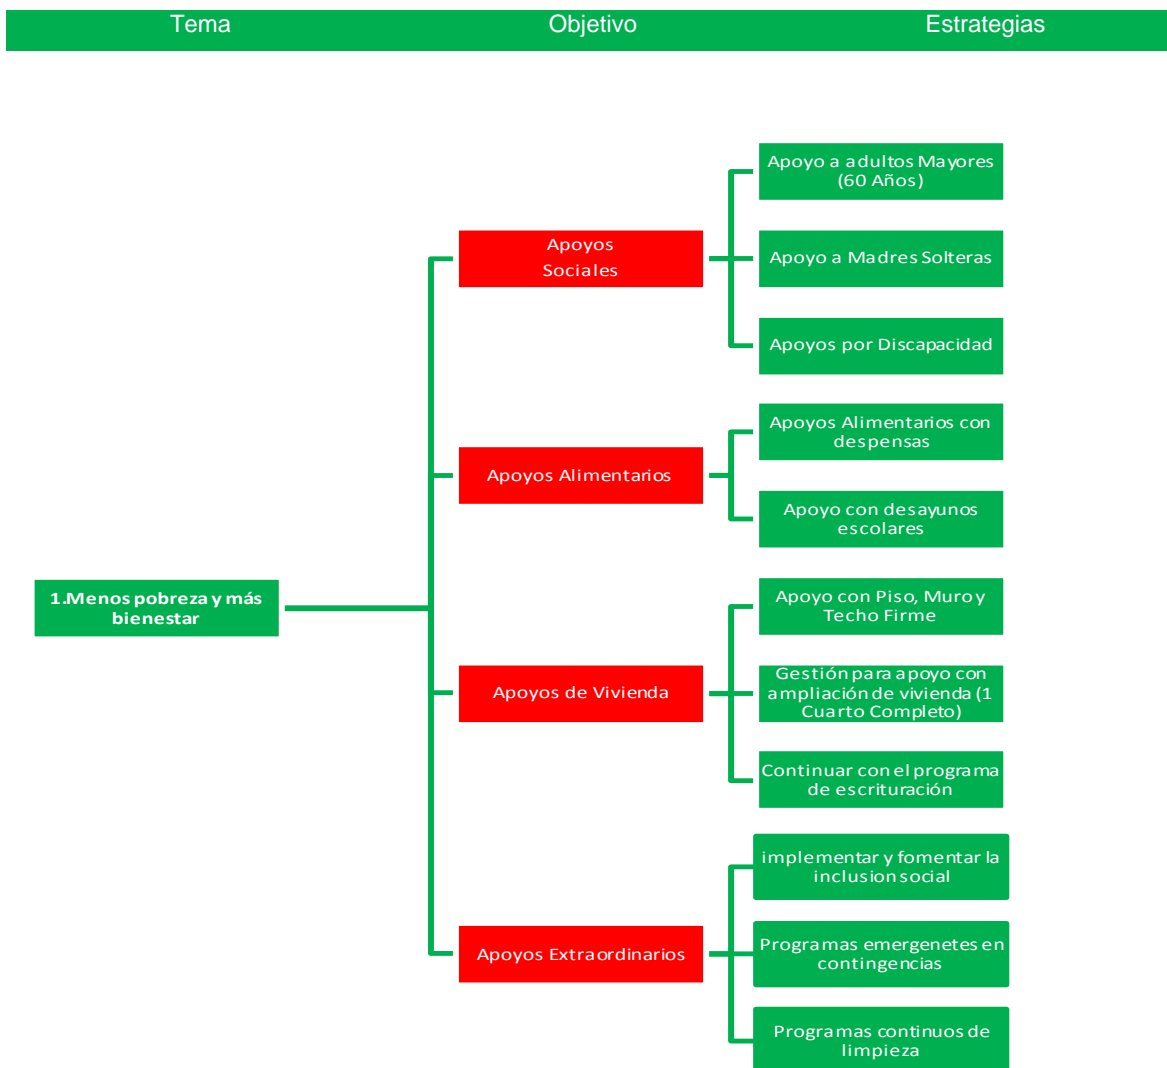 Tema Objetivo Estrategias
Apoyo a adultos Mayores
(60 Años)
Apoyos
Sociales
Apoyo a Madres Solteras
Apoyos por Discapacidad
Apoyos Alimentarios con
despensas
Apoyos Alimentarios
Apoyo con desayunos
escolares
1.Menos pobreza y más
bienestar
Apoyo con Piso, Muro y
Techo Firme
Apoyos de Vivienda
Gestión para apoyo con
ampliación de vivienda (1
Cuarto Completo)
Continuar con el programa
de escrituración
implementar y fomentar la
inclusion social
Apoyos Extraordinarios
Programas emergenetes en
contingencias
Programas continuos de
limpieza